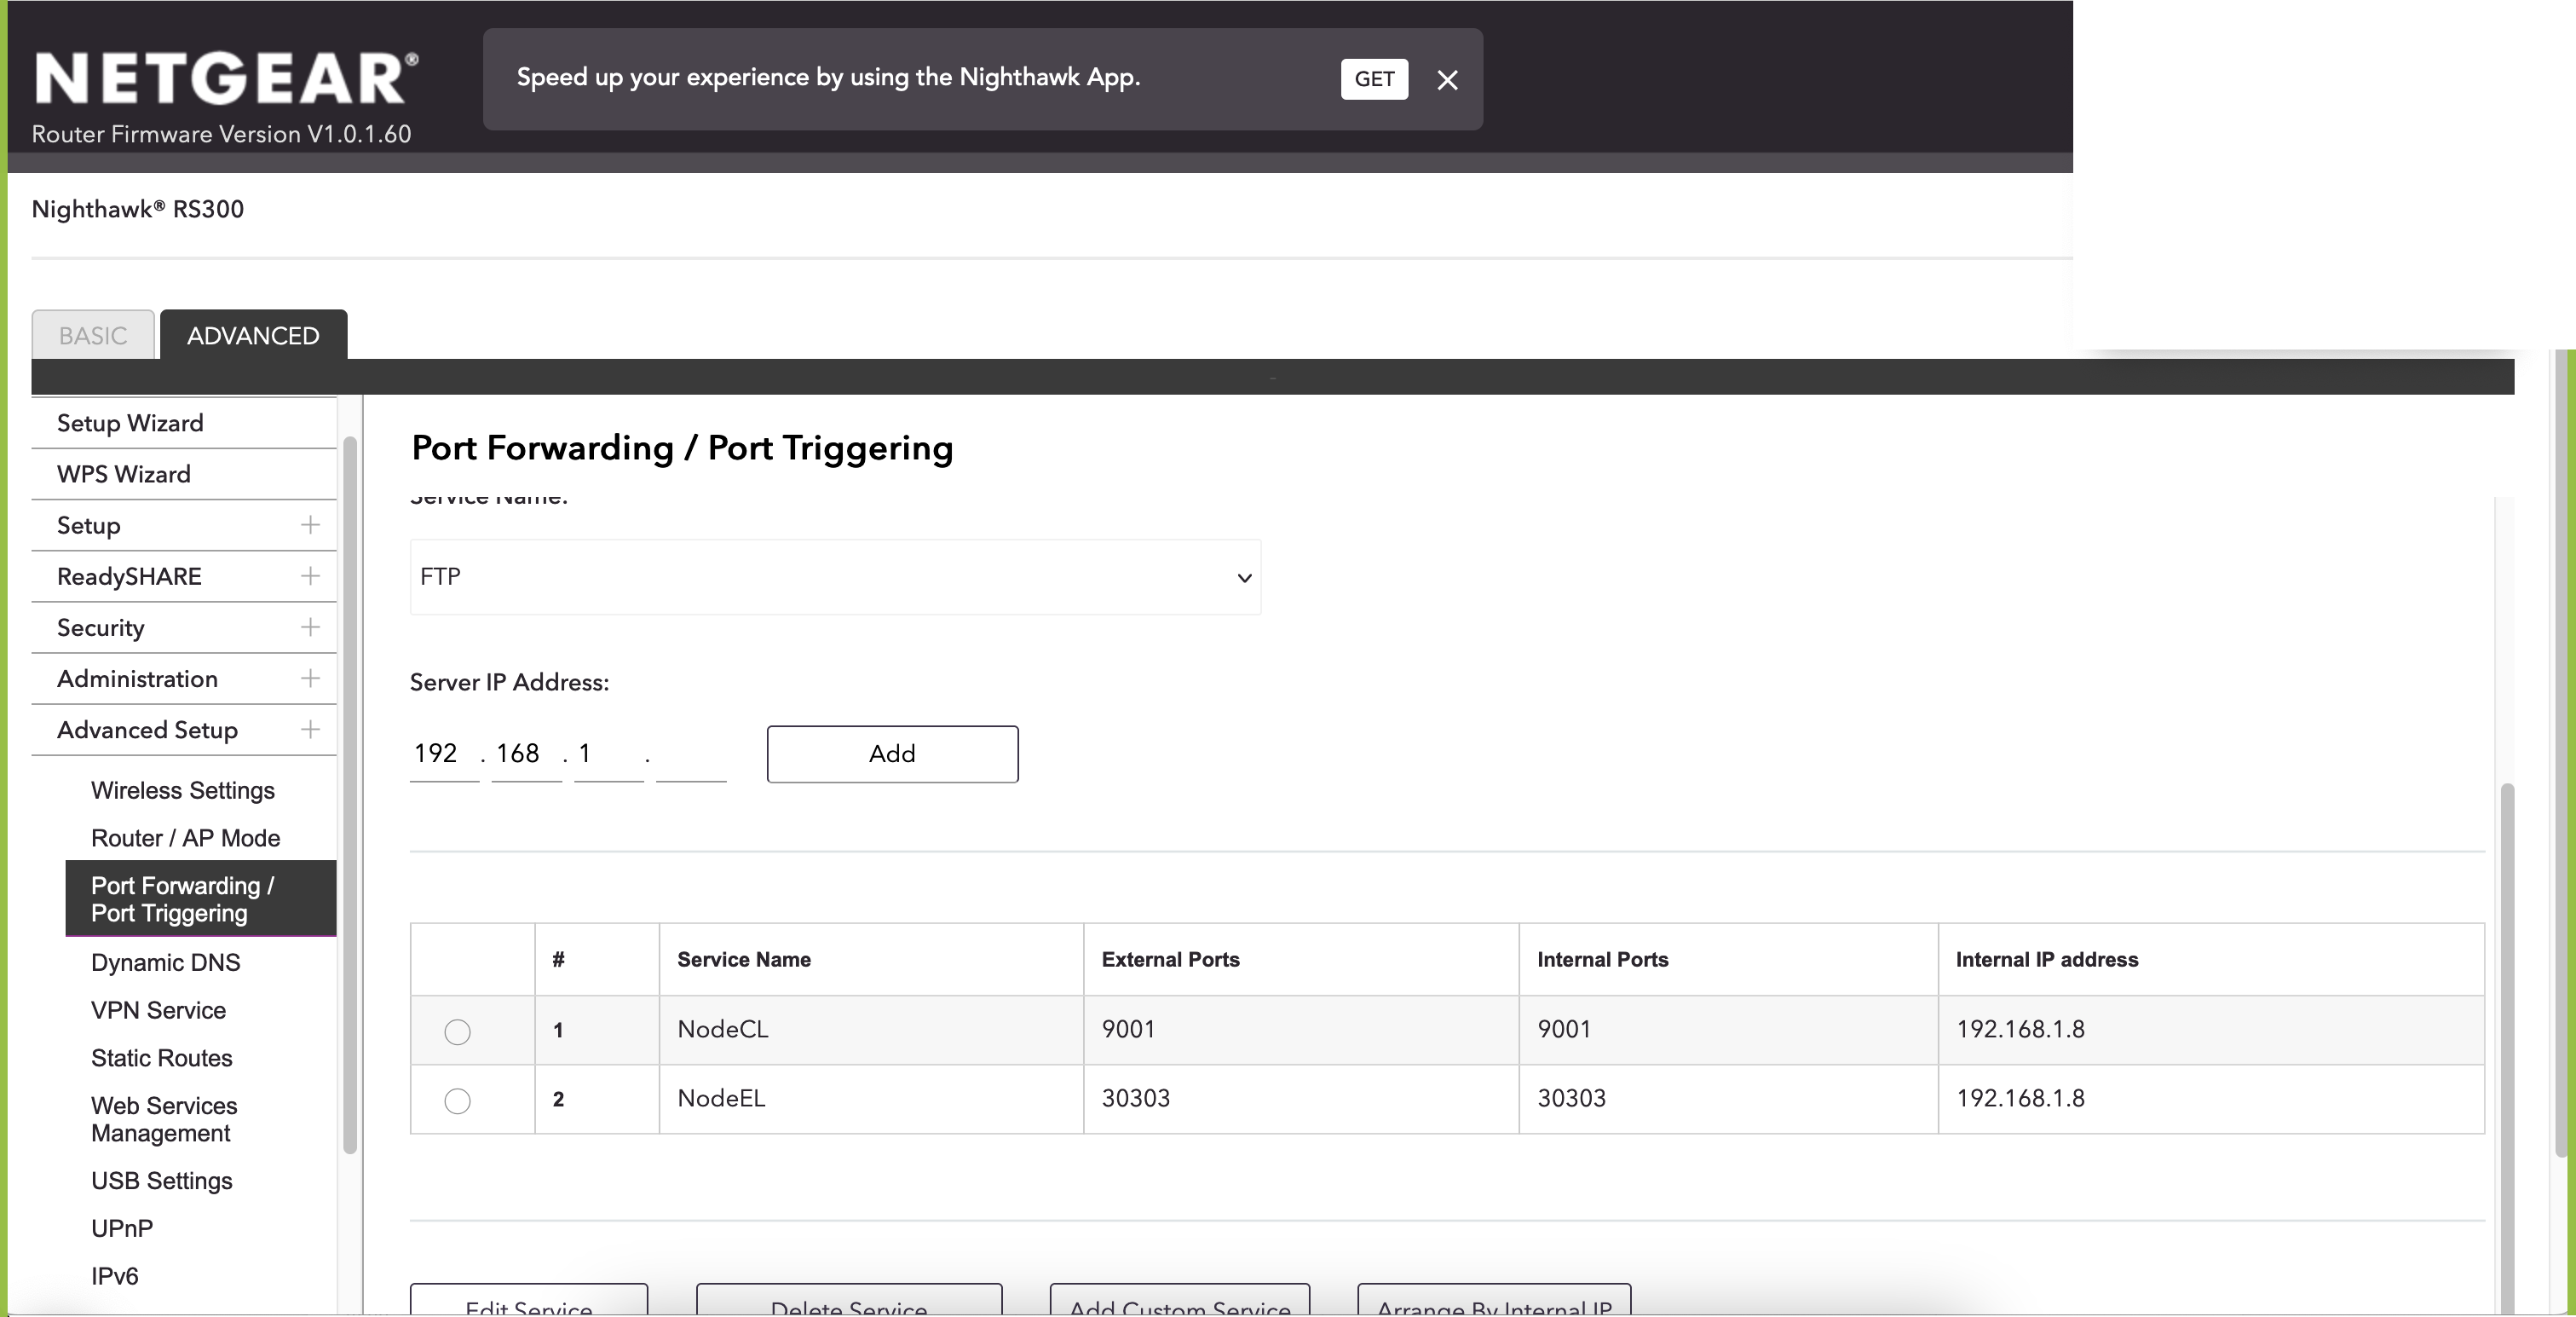 NETGEAR®
Router Firmware Version V1.0.1.60
Speed up your experience by using the Nighthawk App.
GET
Nighthawk® RS300
BASIC
ADVANCED
Setup Wizard
WPS Wizard
Setup
ReadySHARE
Security
Administration
Advanced Setup
Wireless Settings
Router / AP Mode
Port Forwarding /
Port Triggering
Dynamic DNS
VPN Service
Static Routes
Web Services
Management
USB Settings
UPnP
IPv6
Port Forwarding / Port Triggering
Service Name:
FTP
Server IP Address:
192 . 168 . 1 .
Add
# Service Name External Ports Internal Ports Internal IP address
1 NodeCL 9001 9001 192.168.1.8
2 NodeEL 30303 30303 192.168.1.8
Edit Service Delete Service Add Custom Service Arrange By Internal IP